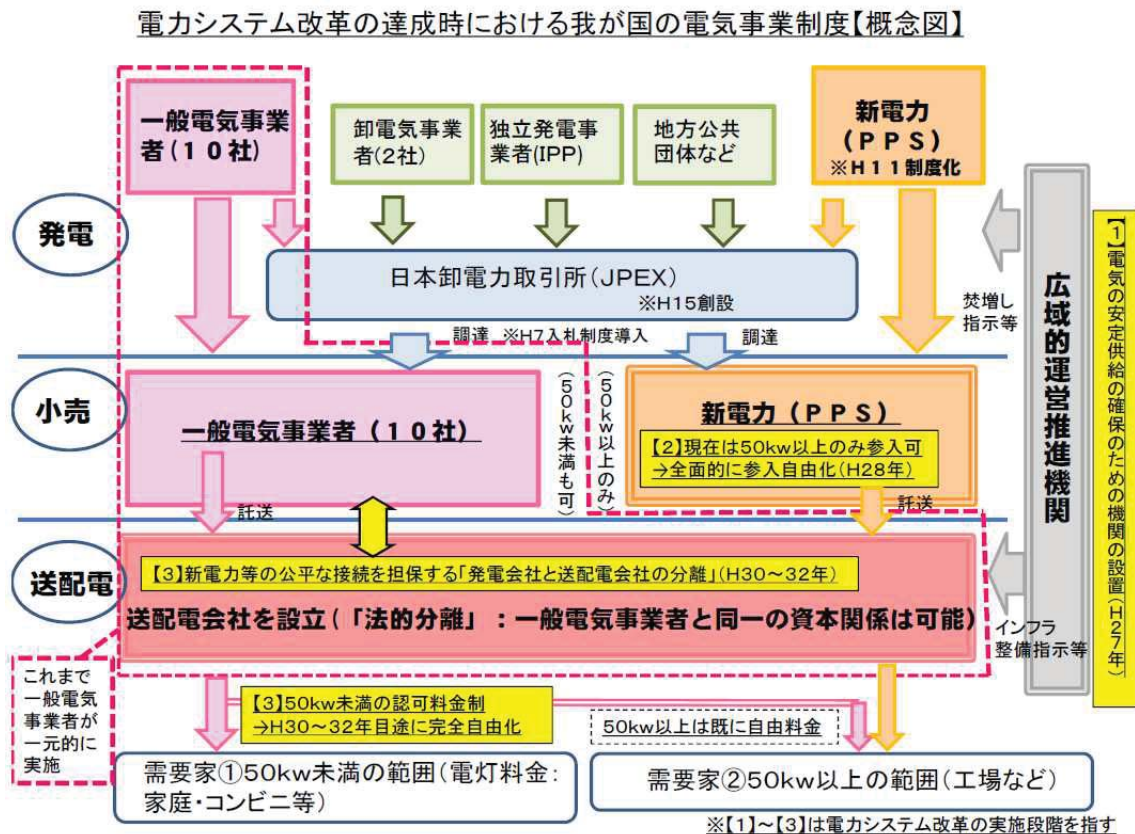 電力システム改革の達成時における我が国の電気事業制度【概念図】
一般電気事業
者(10社)
卸電気事業
者(2社)
独立発電事
業者(IPP)
地方公共
団体など
新電力
(PPS)
※H11制度化
発電
日本卸電力取引所(JPEX)
※H15創設
調達 ※H7入札制度導入
調達
焚増し
指示等
広域的運営推進機関
【1】電気の安定供給の確保のための機関の設置(H27年)
小売
一般電気事業者(10社)
(50kw未満も可)
(50kw以上のみ)
新電力(PPS)
【2】現在は50kw以上のみ参入可
→全面的に参入自由化(H28年)
託送
託送
送配電
【3】新電力等の公平な接続を担保する「発電会社と送配電会社の分離」(H30~32年)
送配電会社を設立(「法的分離」:一般電気事業者と同一の資本関係は可能)
インフラ
整備指示等
これまで
一般電気
事業者が
一元的に
実施
【3】50kw未満の認可料金制
→H30~32年目途に完全自由化
50kw以上は既に自由料金
需要家①50kw未満の範囲(電灯料金:
家庭・コンビニ等)
需要家②50kw以上の範囲(工場など)
※【1】~【3】は電力システム改革の実施段階を指す